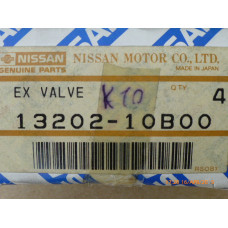 NISSAN
GENUINE PARTS
NISSAN MOTOR CO., LTD.
MADE IN JAPAN
EX VALVE
K10
QTY.
4
13202-10B00